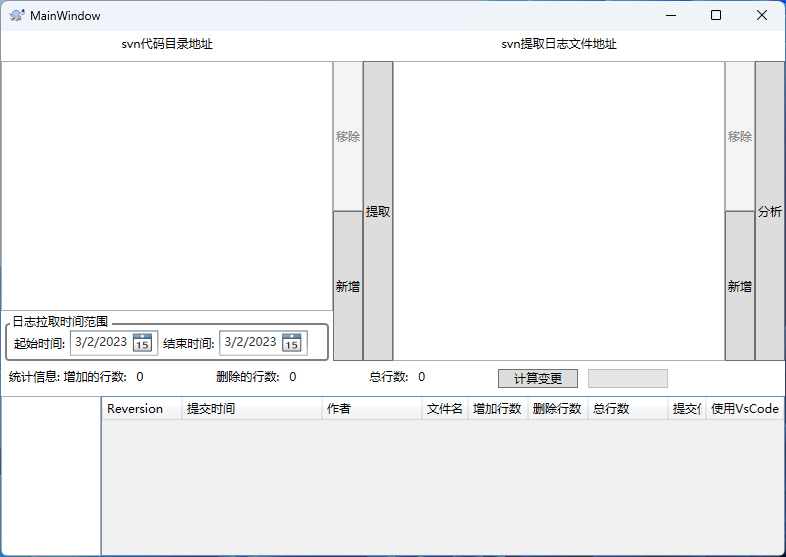 MainWindow
svn代码目录地址
svn提取日志文件地址
移除
提取
新增
移除
分析
新增
日志拉取时间范围
起始时间: 3/2/2023 15 结束时间: 3/2/2023 15
统计信息: 增加的行数: 0 删除的行数: 0 总行数: 0 计算变更
Reversion 提交时间 作者 文件名 增加行数 删除行数 总行数 提交 使用VsCode